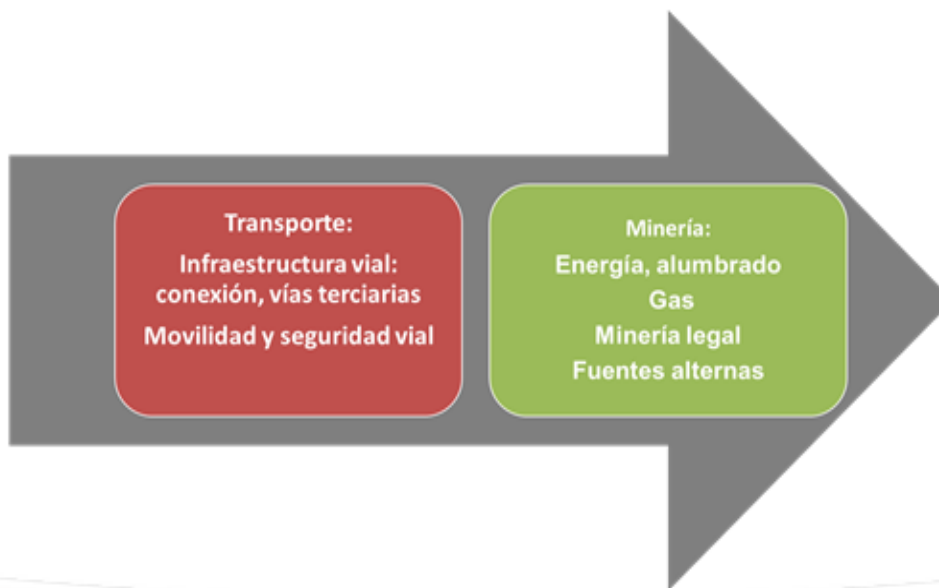 Transporte:
Infraestructura vial:
conexión, vías terciarias
Movilidad y seguridad vial
Minería:
Energía, alumbrado
Gas
Minería legal
Fuentes alternas